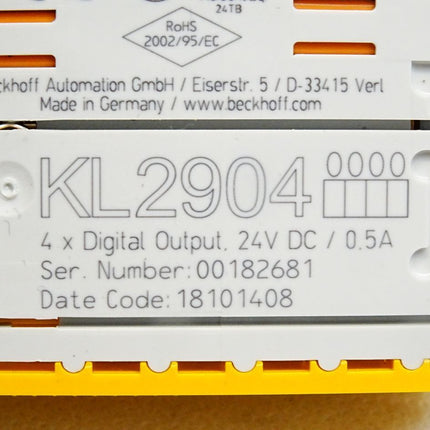 24TB
RoHS
2002/95/EC
ckhoff Automation GmbH / Eiserstr. 5 / D-33415 Verl
Made in Germany / www.beckhoff.com
KL2904 0000
4 x Digital Output, 24V DC / 0.5A
Ser. Number: 00182681
Date Code: 18101408